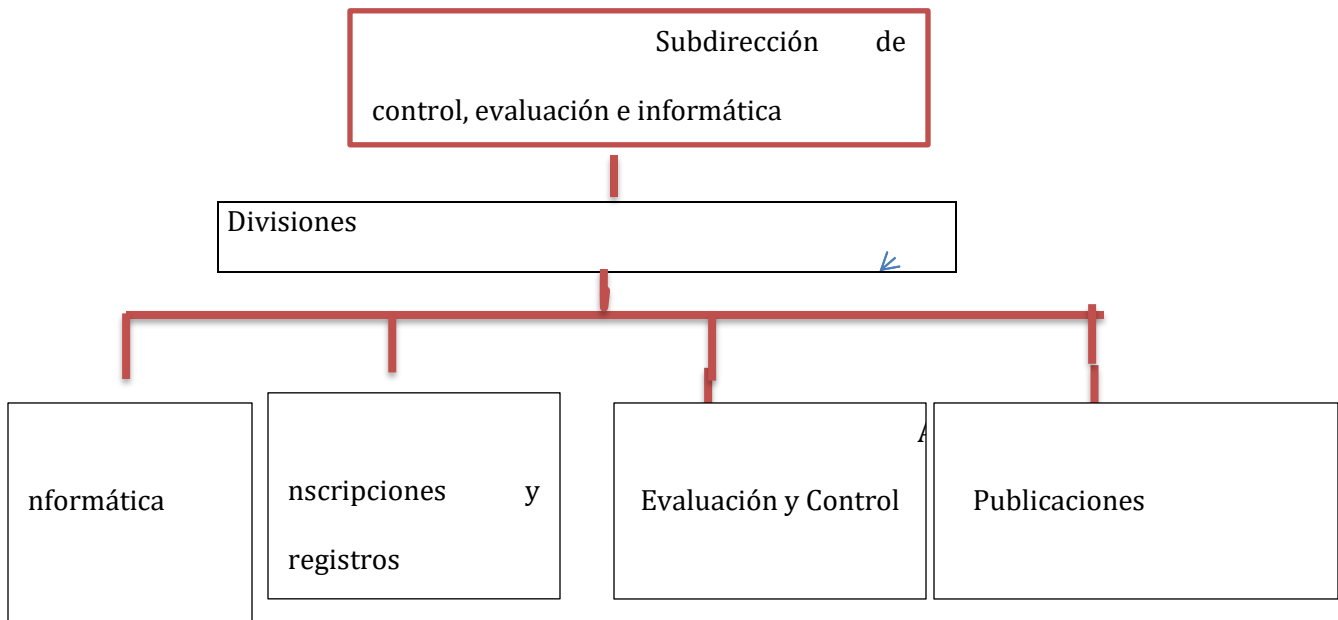 Subdirección de
control, evaluación e informática
Divisiones
nformática
nscripciones y
registros
A
Evaluación y Control
Publicaciones